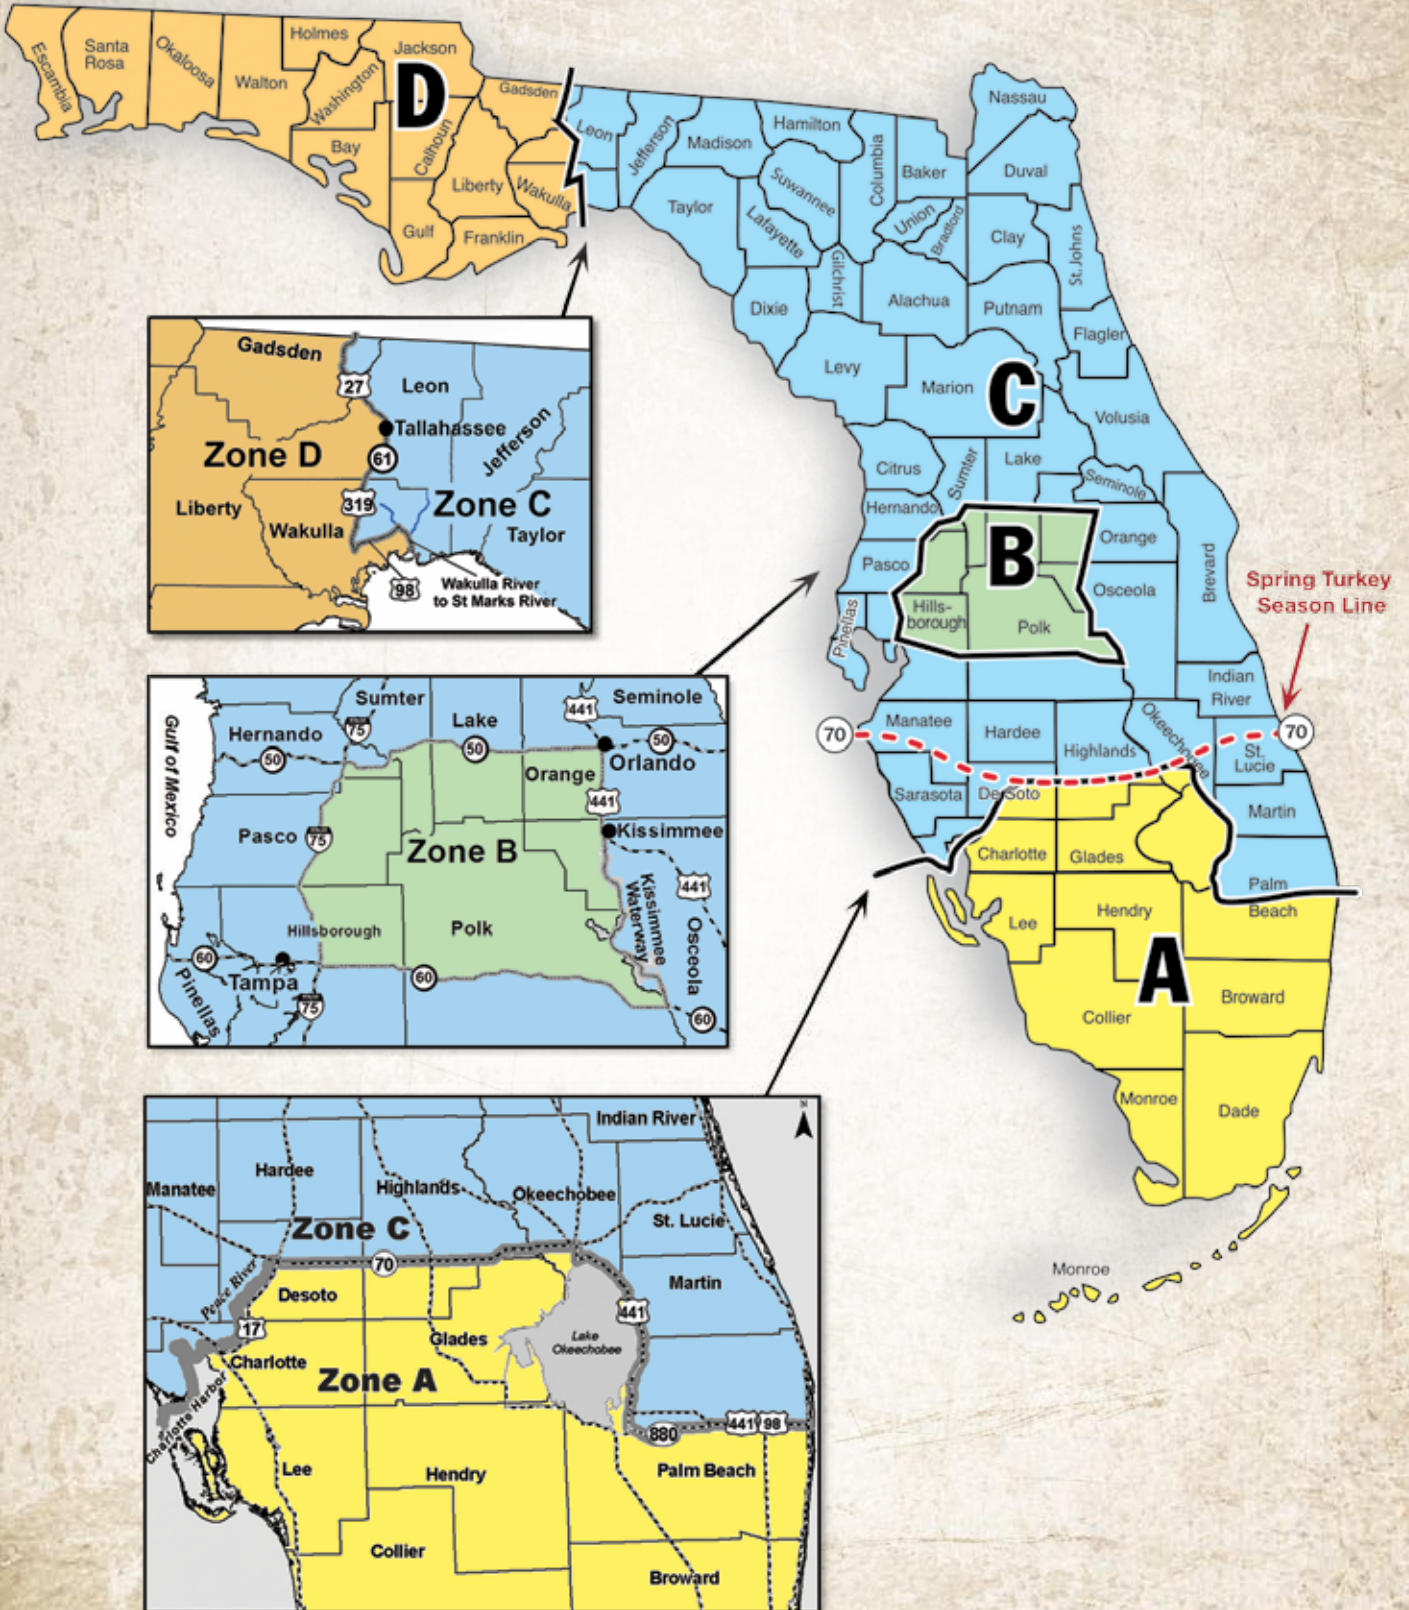 Escambia
Santa
Rosa
Okaloosa
Walton
Holmes
Washington
Jackson
D
Bay
Calhoun
Gulf
Liberty
Gadsden
Wakulla
Franklin
Leon
Jefferson
Madison
Hamilton
Taylor
Suwannee
Lafayette
Columbia
Baker
Nassau
Duval
Union
Bradford
Clay
St. Johns
Dixie
Gilchrist
Alachua
Putnam
Flagler
Levy
Marion
C
Volusia
Citrus
Sumter
Lake
Seminole
Hernando
Orange
B
Pasco
Osceola
Brevard
Hills-
borough
Polk
Pinellas
Spring Turkey
Season Line
Indian
River
70
Manatee
Hardee
Highlands
Okeechobee
St.
Lucie
70
Sarasota
DeSoto
Martin
Charlotte
Glades
Palm
Beach
Lee
Hendry
A
Collier
Broward
Monroe
Dade
Monroe
Gadsden
27
Leon
Tallahassee
61
Jefferson
Zone D
319
Zone C
Liberty
Wakulla
Taylor
98
Wakulla River
to St Marks River
Gulf of Mexico
Sumter
441
Seminole
Hernando
75
Lake
50
50
50
Orlando
Orange
441
Pasco
75
Zone B
Kissimmee
441
Hillsborough
Polk
Kissimmee
Waterway
Osceola
60
Tampa
60
Pinellas
75
60
N
Indian River
Hardee
Manatee
Highlands
Okeechobee
Zone C
St. Lucie
70
Peace River
Desoto
Martin
17
441
Glades
Lake
Okeechobee
Charlotte
Zone A
Charlotte Harbor
880
441
98
Lee
Hendry
Palm Beach
Collier
Broward